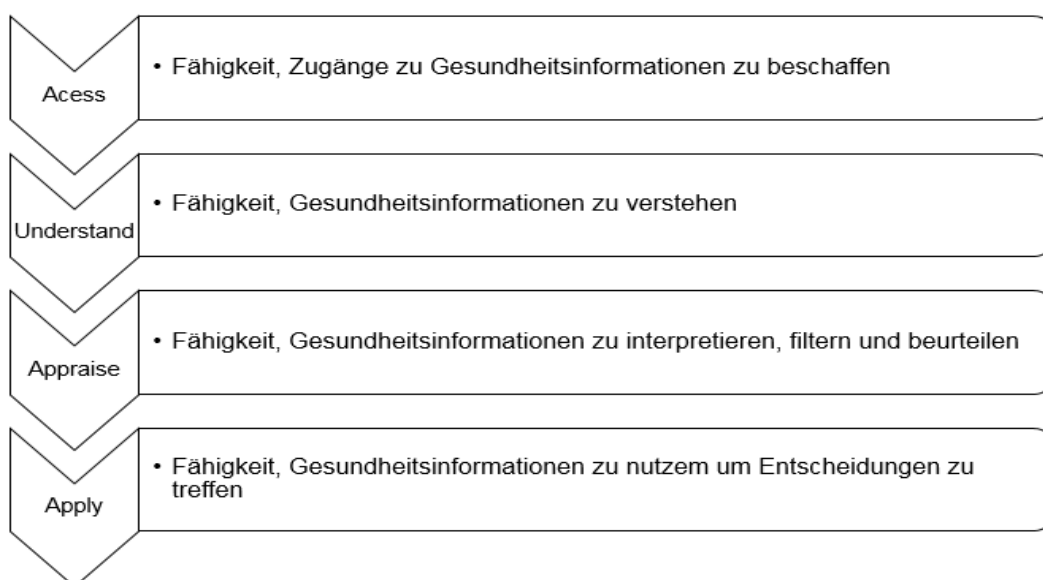 Acess
• Fähigkeit, Zugänge zu Gesundheitsinformationen zu beschaffen
Understand
• Fähigkeit, Gesundheitsinformationen zu verstehen
Appraise
• Fähigkeit, Gesundheitsinformationen zu interpretieren, filtern und beurteilen
Apply
• Fähigkeit, Gesundheitsinformationen zu nutzem um Entscheidungen zu
treffen